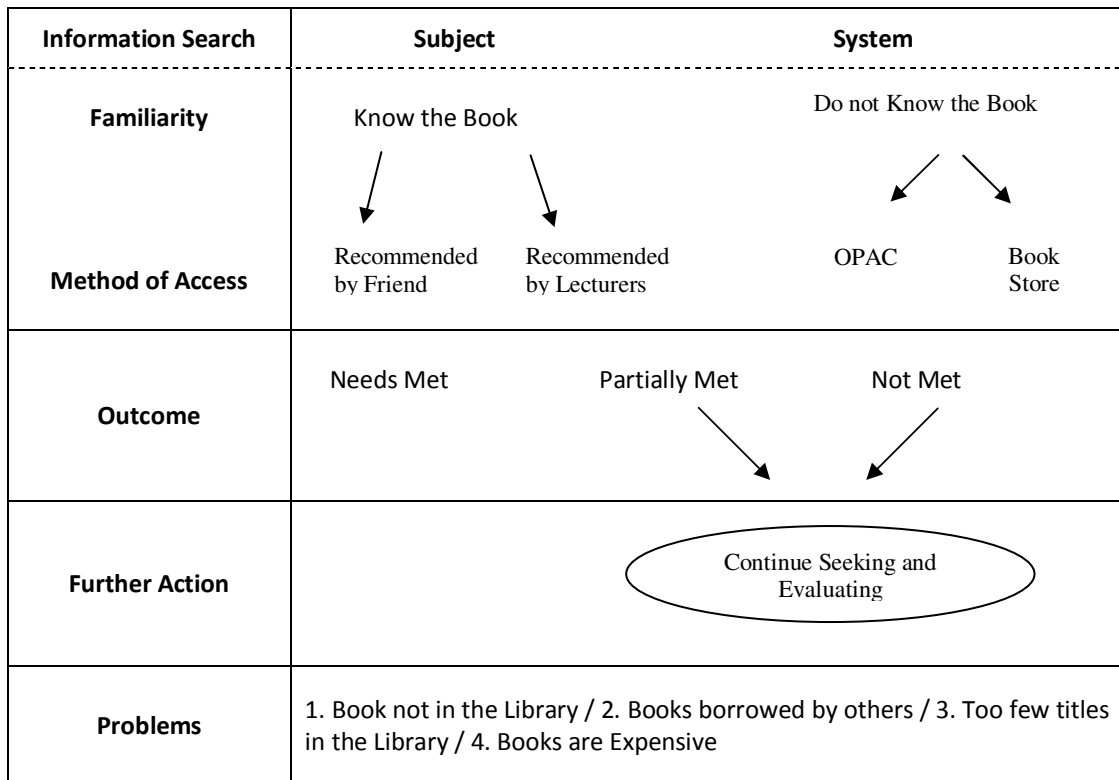 Information Search Subject System
Familiarity Know the Book Do not Know the Book
Method of Access
Recommended
by Friend
Recommended
by Lecturers
OPAC
Book
Store
Outcome
Needs Met Partially Met Not Met
Further Action
Continue Seeking and
Evaluating
Problems
1. Book not in the Library / 2. Books borrowed by others / 3. Too few titles
in the Library / 4. Books are Expensive